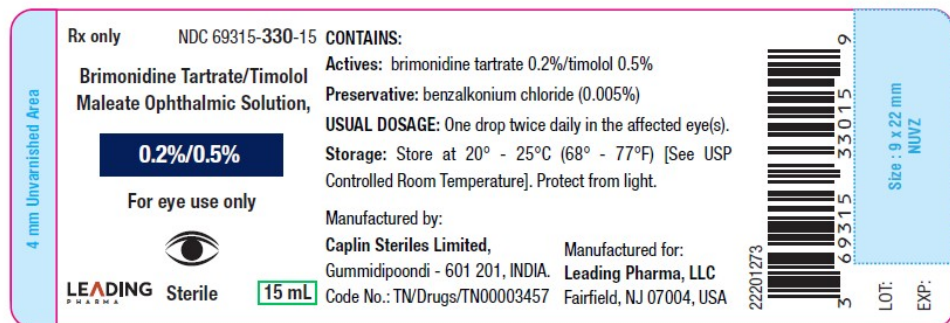 4 mm Unvarnished Area
Rx only NDC 69315-330-15
Brimonidine Tartrate/Timolol
Maleate Ophthalmic Solution,
0.2%/0.5%
For eye use only
LEADING
PHARMA
Sterile
15 mL
CONTAINS:
Actives: brimonidine tartrate 0.2%/timolol 0.5%
Preservative: benzalkonium chloride (0.005%)
USUAL DOSAGE: One drop twice daily in the affected eye(s).
Storage: Store at 20° - 25°C (68° - 77°F) [See USP
Controlled Room Temperature]. Protect from light.
Manufactured by:
Caplin Steriles Limited,
Gummidipoondi - 601 201, INDIA.
Code No.: TN/Drugs/TN00003457
Manufactured for:
Leading Pharma, LLC
Fairfield, NJ 07004, USA
22201273
3 69315 33015 9
Size : 9 x 22 mm
NUVZ
LOT:
EXP: